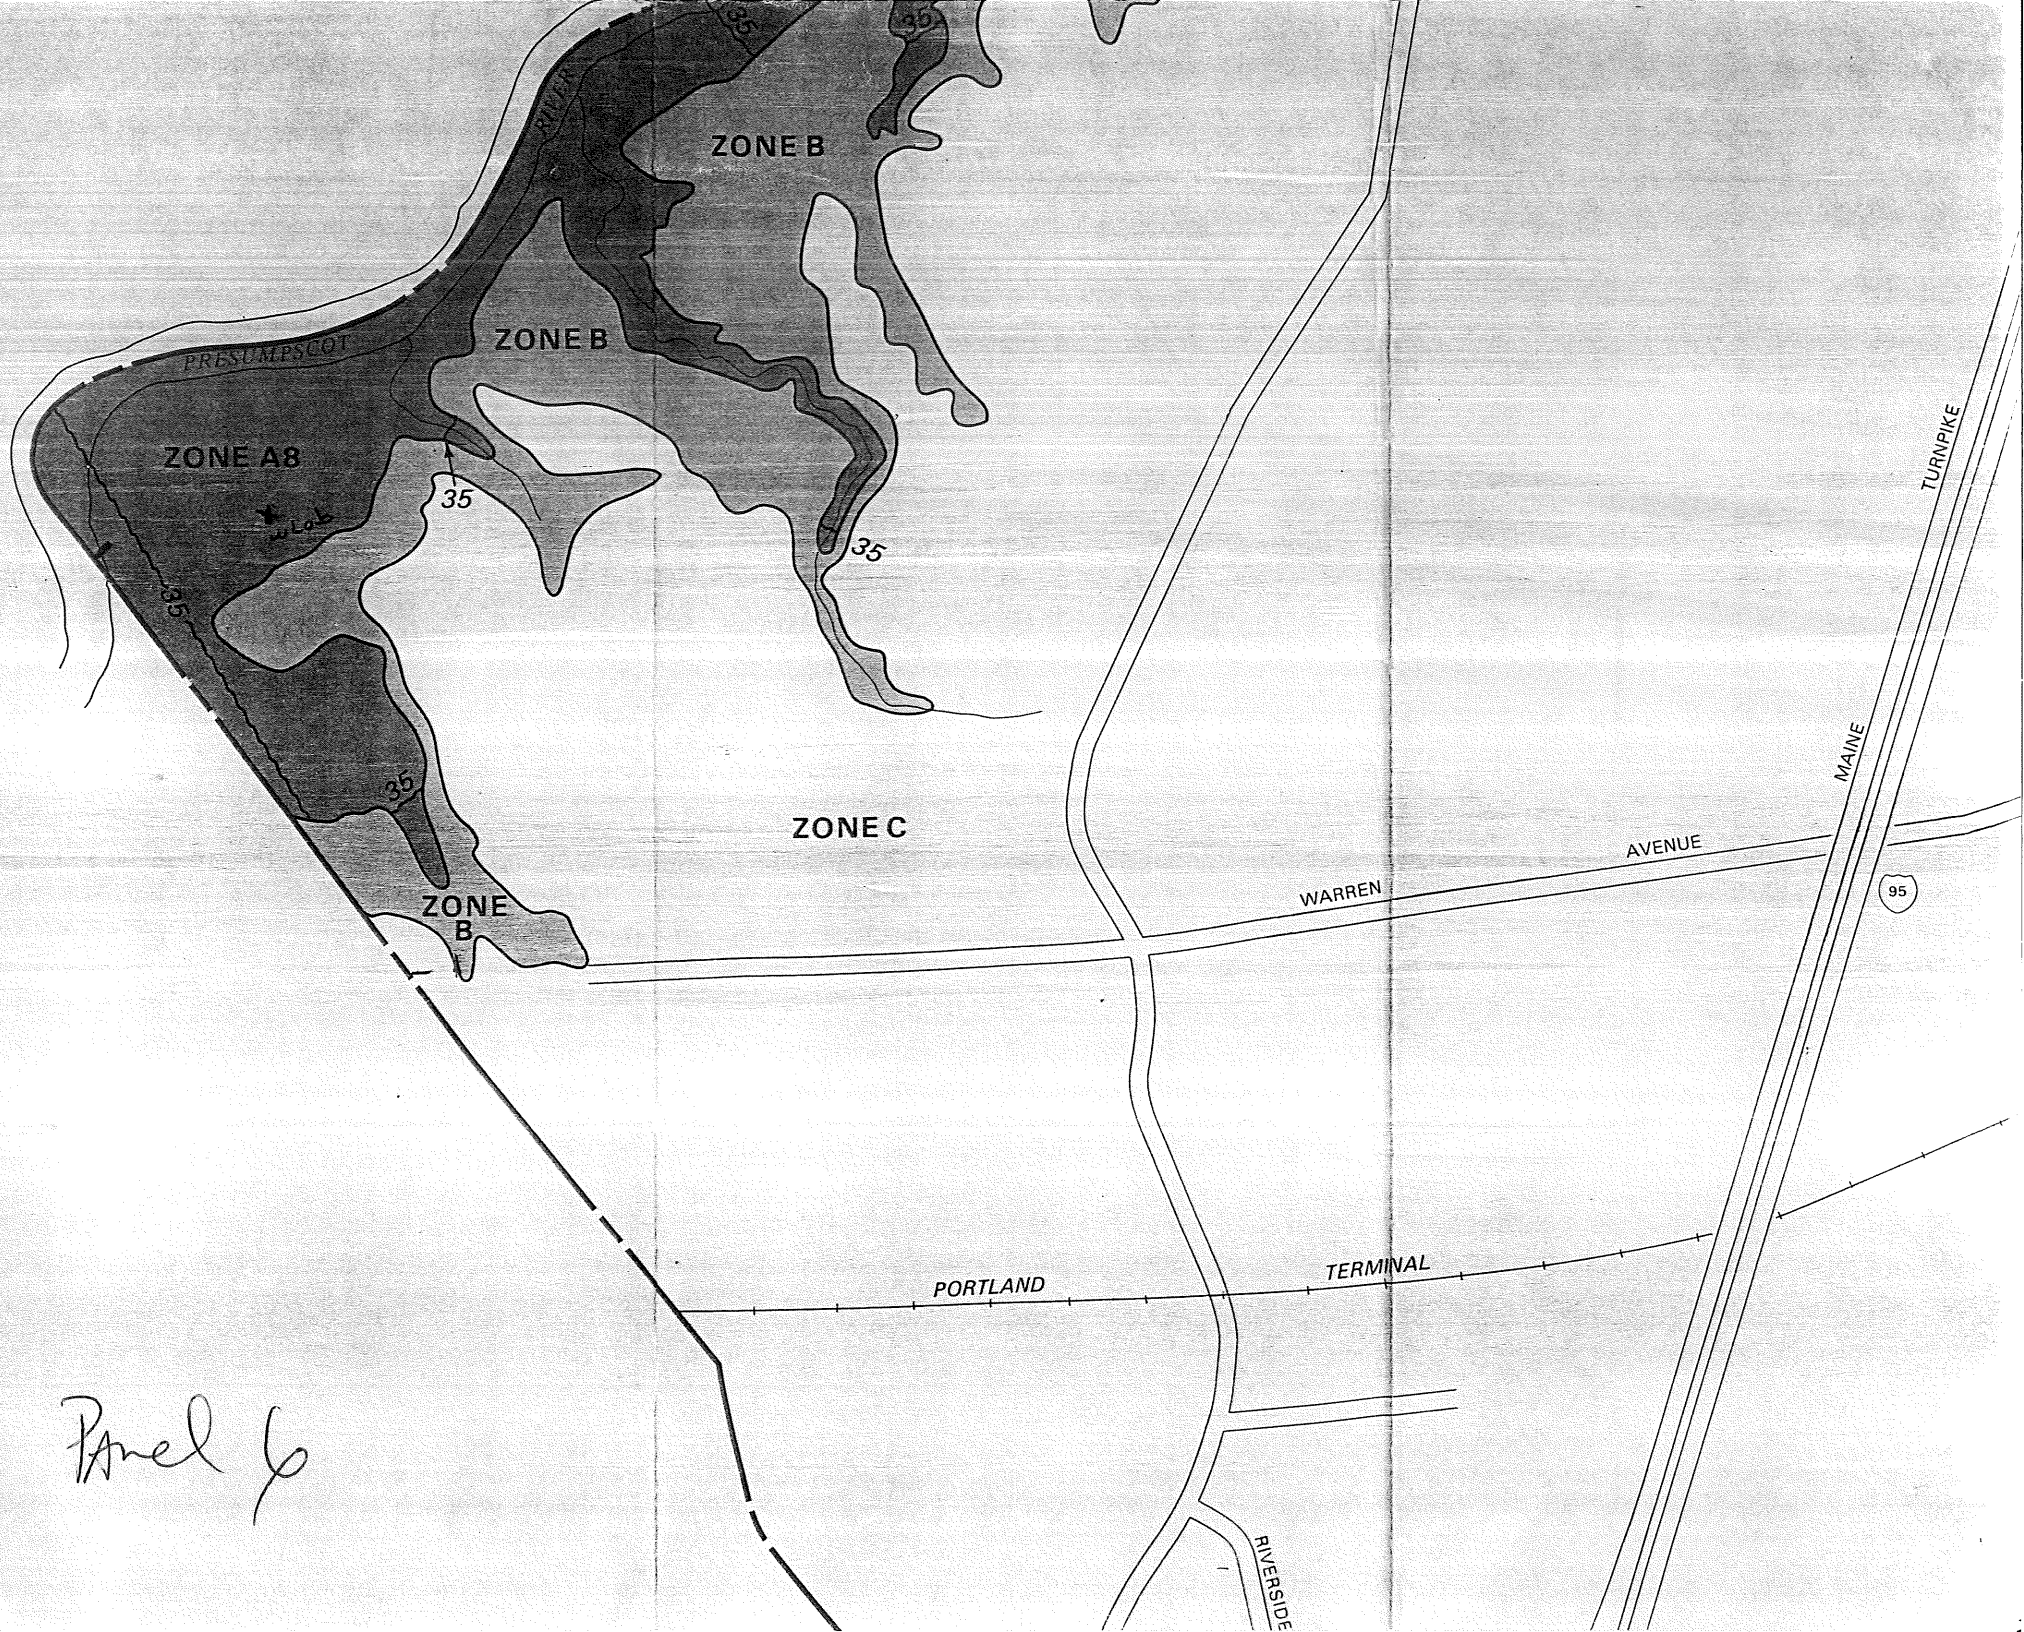 35
35
RIVER
ZONE B
ZONE B
PRESUMPSCOT
TURNPIKE
ZONE A8
35
35
35
MAINE
35
ZONE C
AVENUE
WARREN
95
ZONE
B
TERMINAL
PORTLAND
Panel 6
RIVERSIDE